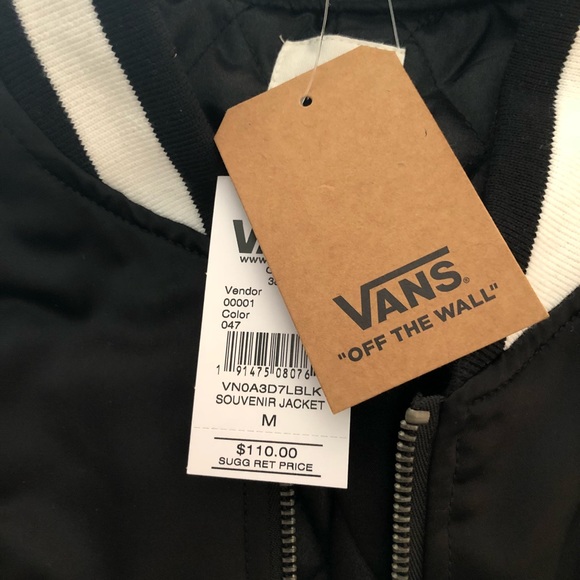 VANS
"OFF THE WALL"
www.
Vendor
00001
Color
047
1 91475 08076
VN0A3D7LBLK
SOUVENIR JACKET
M
$110.00
SUGG RET PRICE